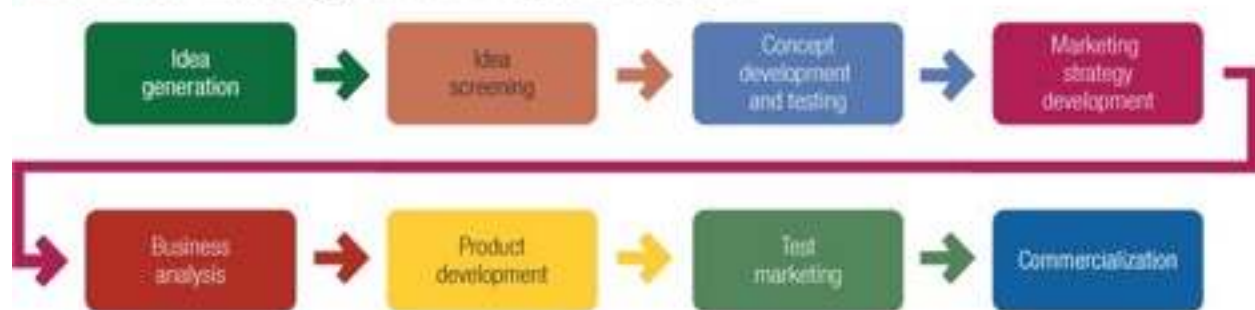 Idea
generation
Idea
screening
Concept
development
and testing
Marketing
strategy
development
Business
analysis
Product
development
Test
marketing
Commercialization